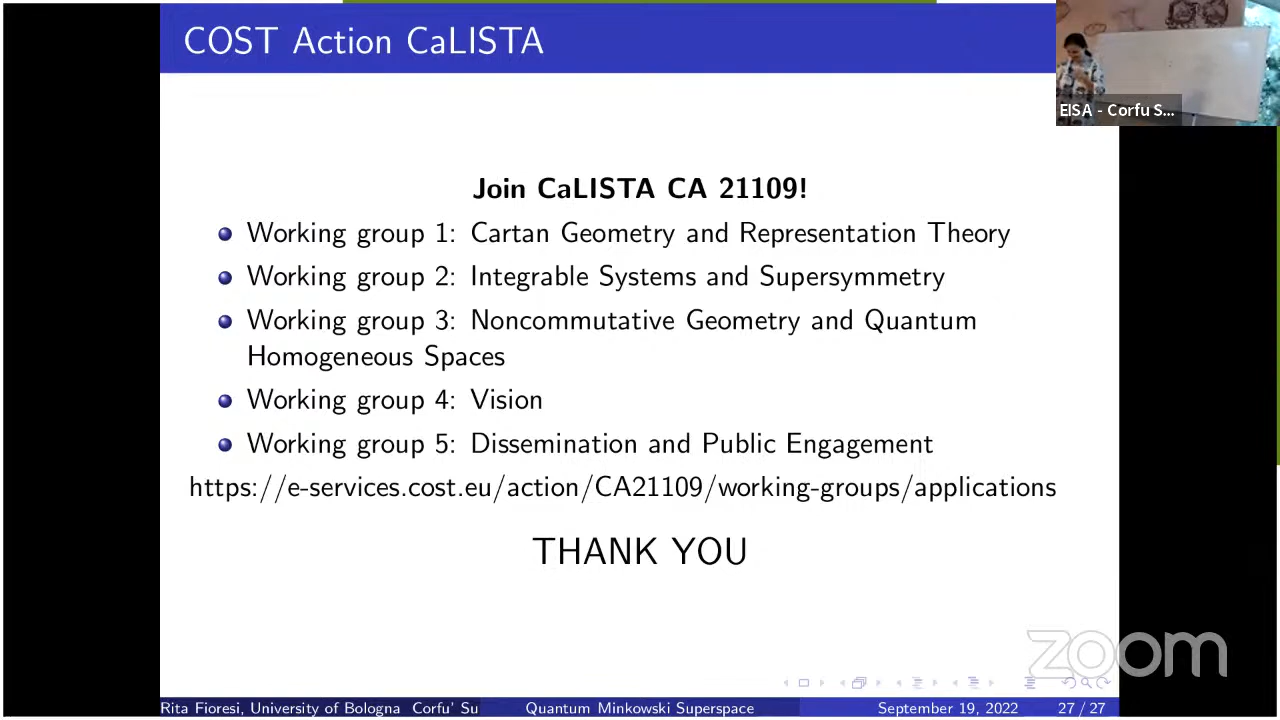 COST Action CaLISTA
EISA - Corfu S...
Join CaLISTA CA 21109!
Working group 1: Cartan Geometry and Representation Theory
Working group 2: Integrable Systems and Supersymmetry
Working group 3: Noncommutative Geometry and Quantum
Homogeneous Spaces
Working group 4: Vision
Working group 5: Dissemination and Public Engagement
https://e-services.cost.eu/action/CA21109/working-groups/applications
THANK YOU
zoom
Rita Fioresi, University of Bologna Corfu' Su Quantum Minkowski Superspace September 19, 2022 27 / 27